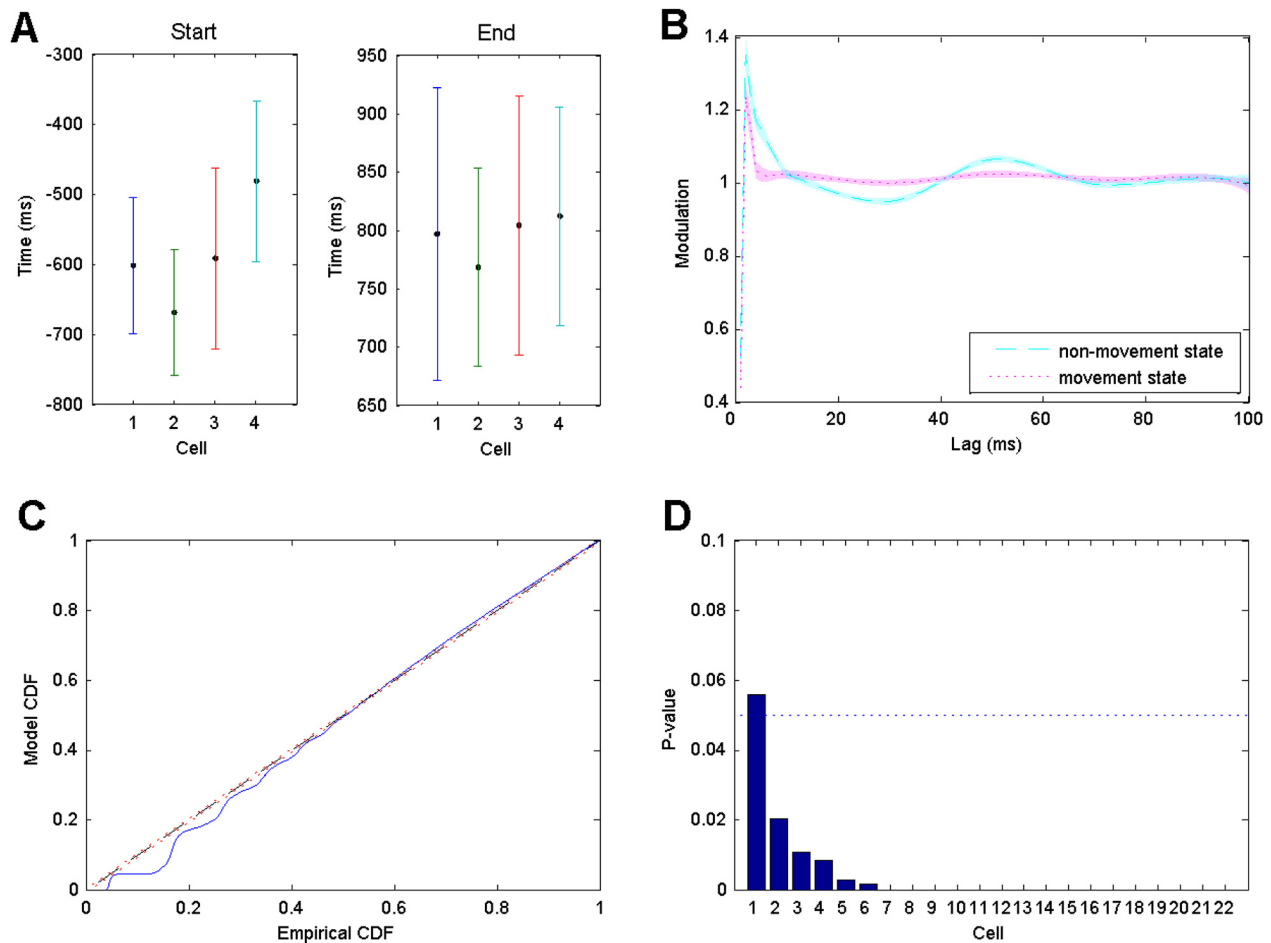 A
Start
-300
-400
-500
-600
-700
-800
Time (ms)
1 2 3 4
Cell
End
950
900
850
800
750
700
650
Time (ms)
1 2 3 4
Cell
B
1.4
1.2
1
0.8
0.6
0.4
Modulation
0 20 40 60 80 100
Lag (ms)
non-movement state
movement state
C
1
0.8
0.6
0.4
0.2
0
Model CDF
0 0.2 0.4 0.6 0.8 1
Empirical CDF
D
0.1
0.08
0.06
0.04
0.02
0
P-value
1 2 3 4 5 6 7 8 9 10 11 12 13 14 15 16 17 18 19 20 21 22
Cell